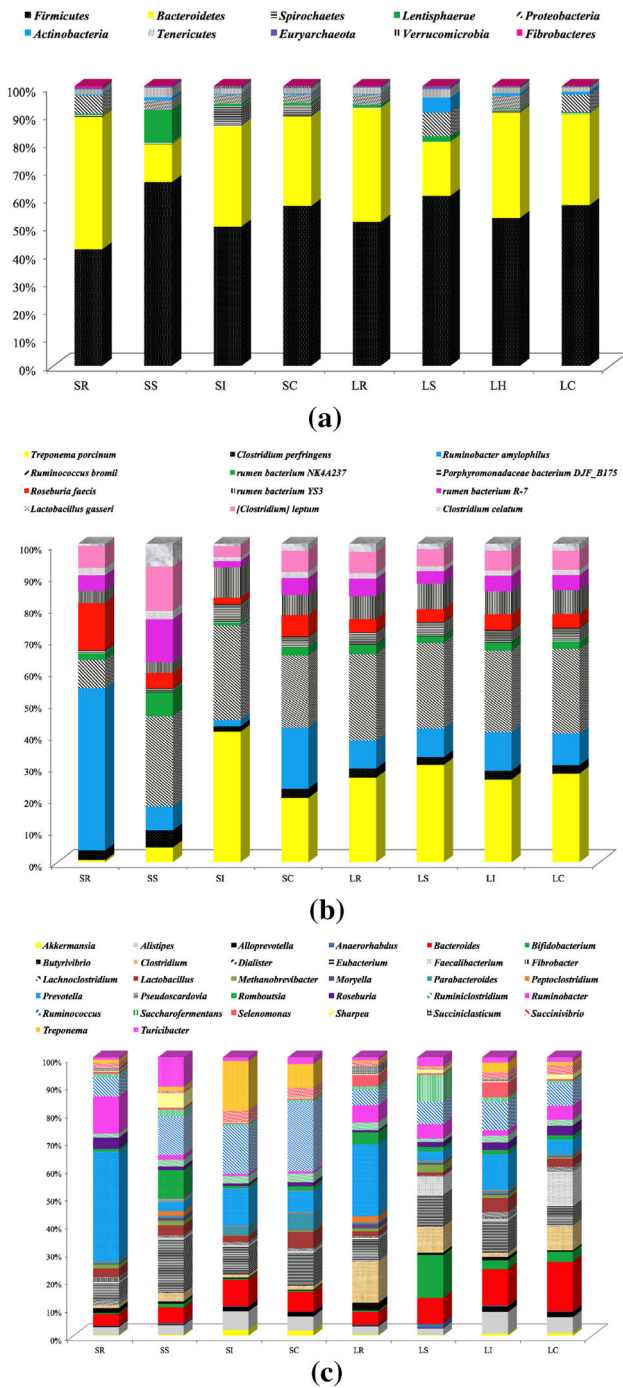 Firmicutes Bacteroidetes Spirochaetes Lentisphaerae Proteobacteria
Actinobacteria Tenericutes Euryarchaeota Verrucomicrobia Fibrobacteres
100%
90%
80%
70%
60%
50%
40%
30%
20%
10%
0%
SR SS SI SC LR LS LH LC
(a)
Treponema porcinum Clostridium perfringens Ruminobacter amylophilus
Ruminococcus bromii rumen bacterium NK4A237 Porphyromonadaceae bacterium DJF_B175
Roseburia faecis rumen bacterium YS3 rumen bacterium R-7
Lactobacillus gasseri [Clostridium] leptum Clostridium celatum
100%
90%
80%
70%
60%
50%
40%
30%
20%
10%
0%
SR SS SI SC LR LS LI LC
(b)
Akkermansia Alistipes Alloprevotella Anaerorhabdus Bacteroides Bifidobacterium
Butyrivibrio Clostridium Dialister Eubacterium Faecalibacterium Fibrobacter
Lachnoclostridium Lactobacillus Methanobrevibacter Moryella Parabacteroides Peptoclostridium
Prevotella Pseudoscardovia Romboutsia Roseburia Ruminiclostridium Ruminobacter
Ruminococcus Saccharofermentans Selenomonas Sharpea Succiniclasticum Succinivibrio
Treponema Turicibacter
100%
90%
80%
70%
60%
50%
40%
30%
20%
10%
0%
SR SS SI SC LR LS LI LC
(c)